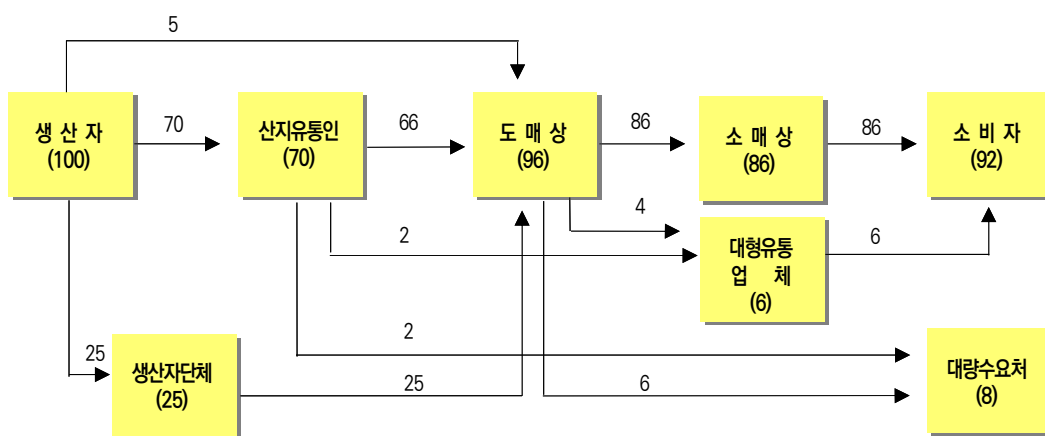 5
생 산 자
(100)
70
산지유통인
(70)
66
도 매 상
(96)
86
소 매 상
(86)
86
소 비 자
(92)
4
2
대형유통
업 체
(6)
6
2
25
생산자단체
(25)
25
6
대량수요처
(8)